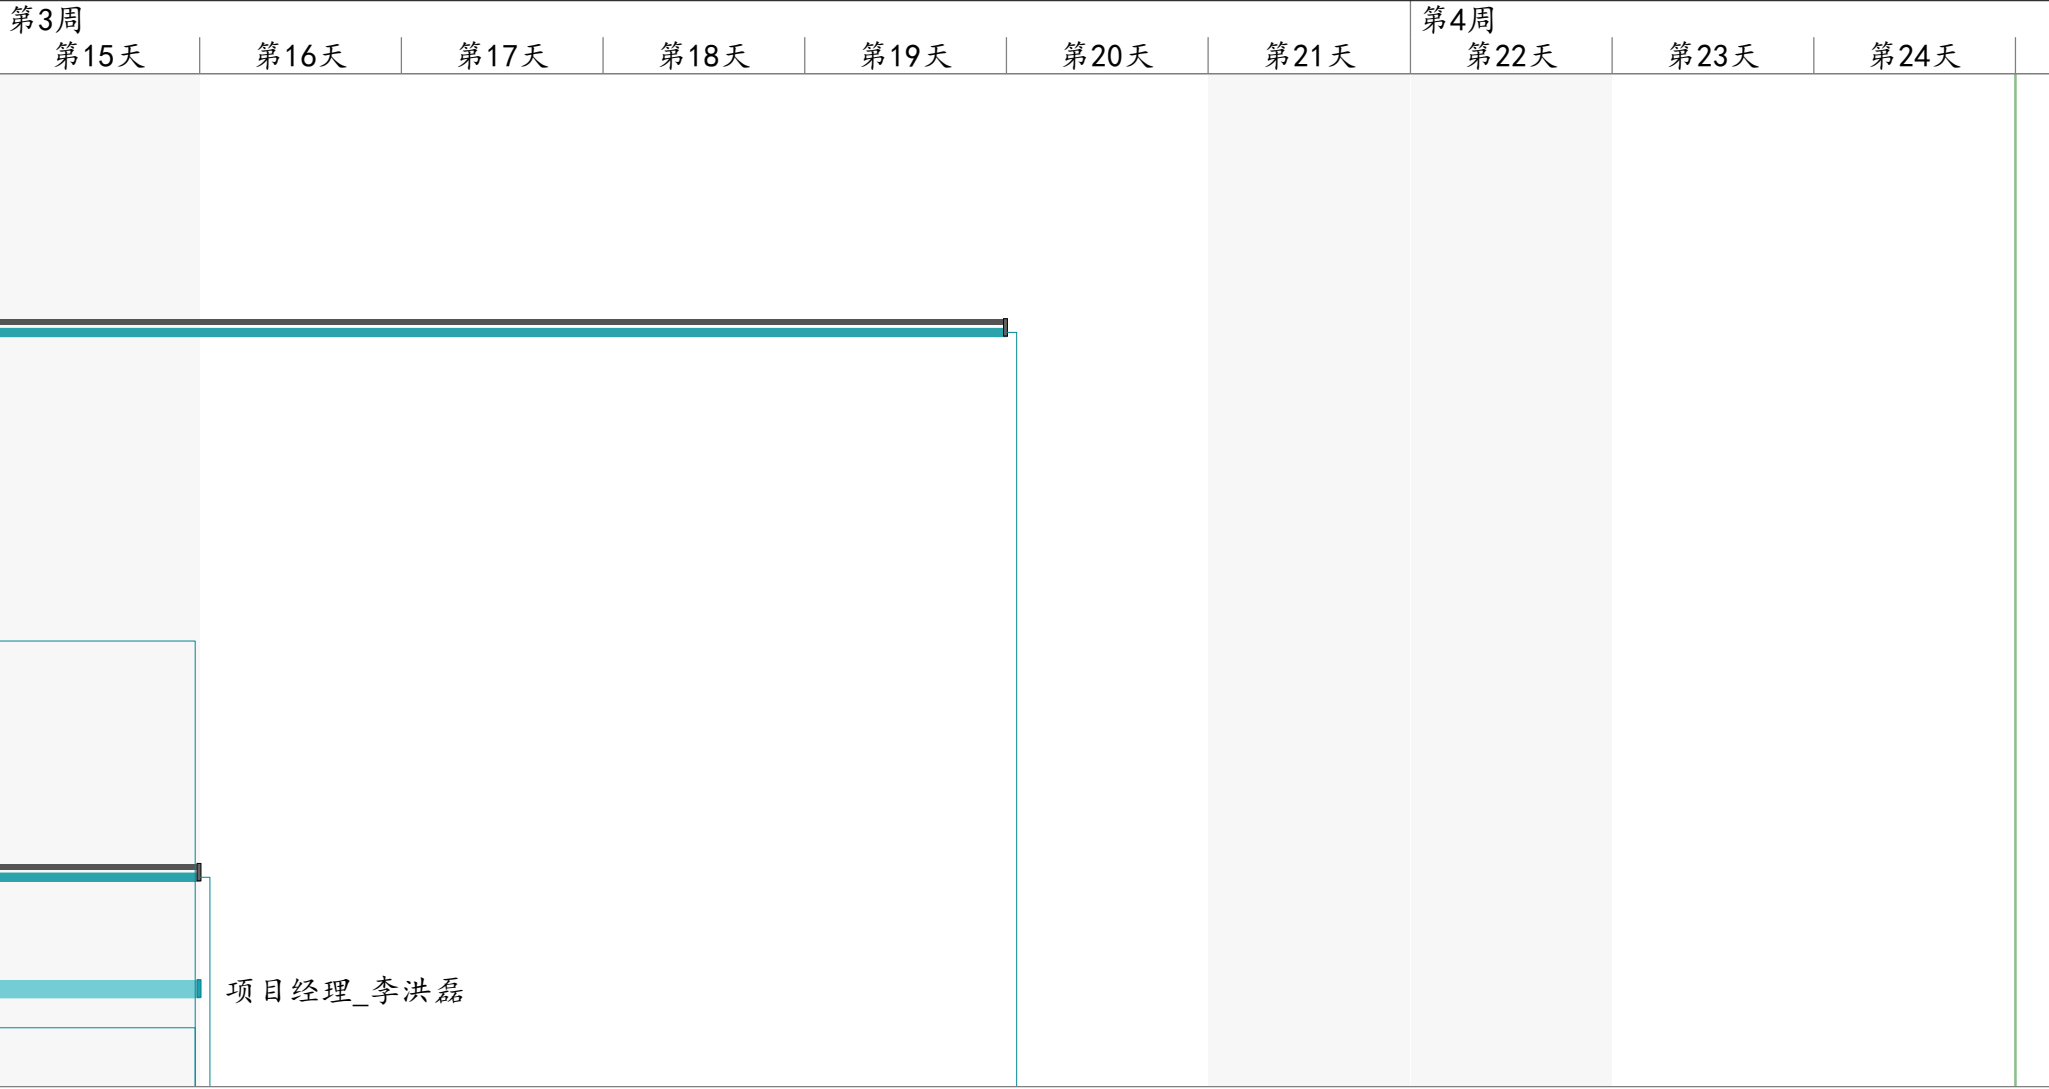 第3周 第4周
第15天 第16天 第17天 第18天 第19天 第20天 第21天 第22天 第23天 第24天
项目经理_李洪磊